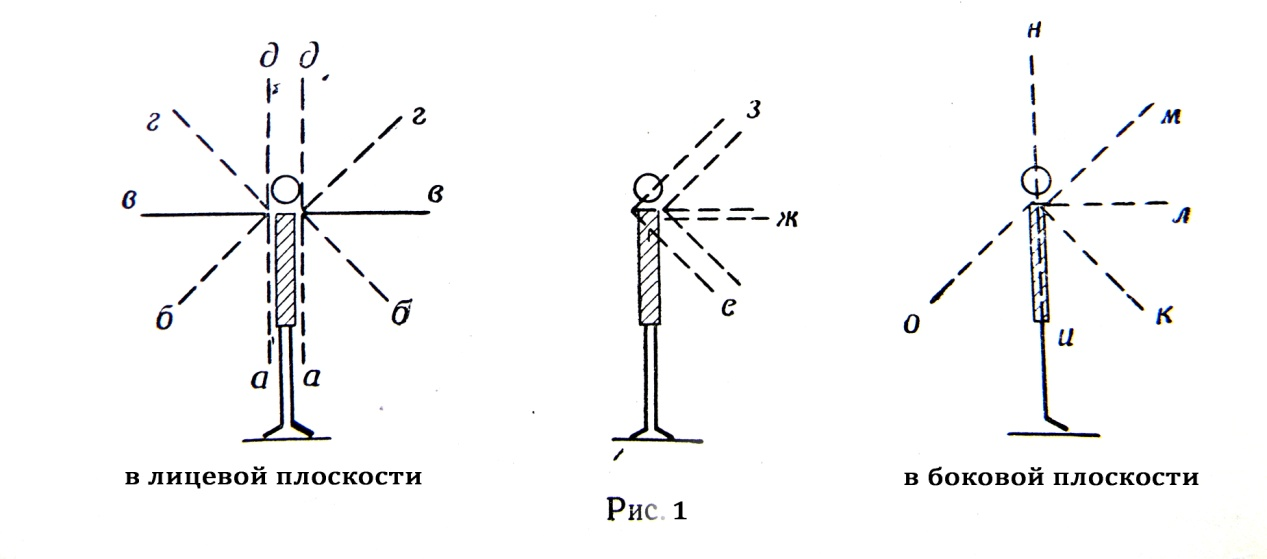 д д
н
г г
з
м
в в
ж
л
б б
е
о
к
и
а а
в лицевой плоскости
в боковой плоскости
Рис. 1